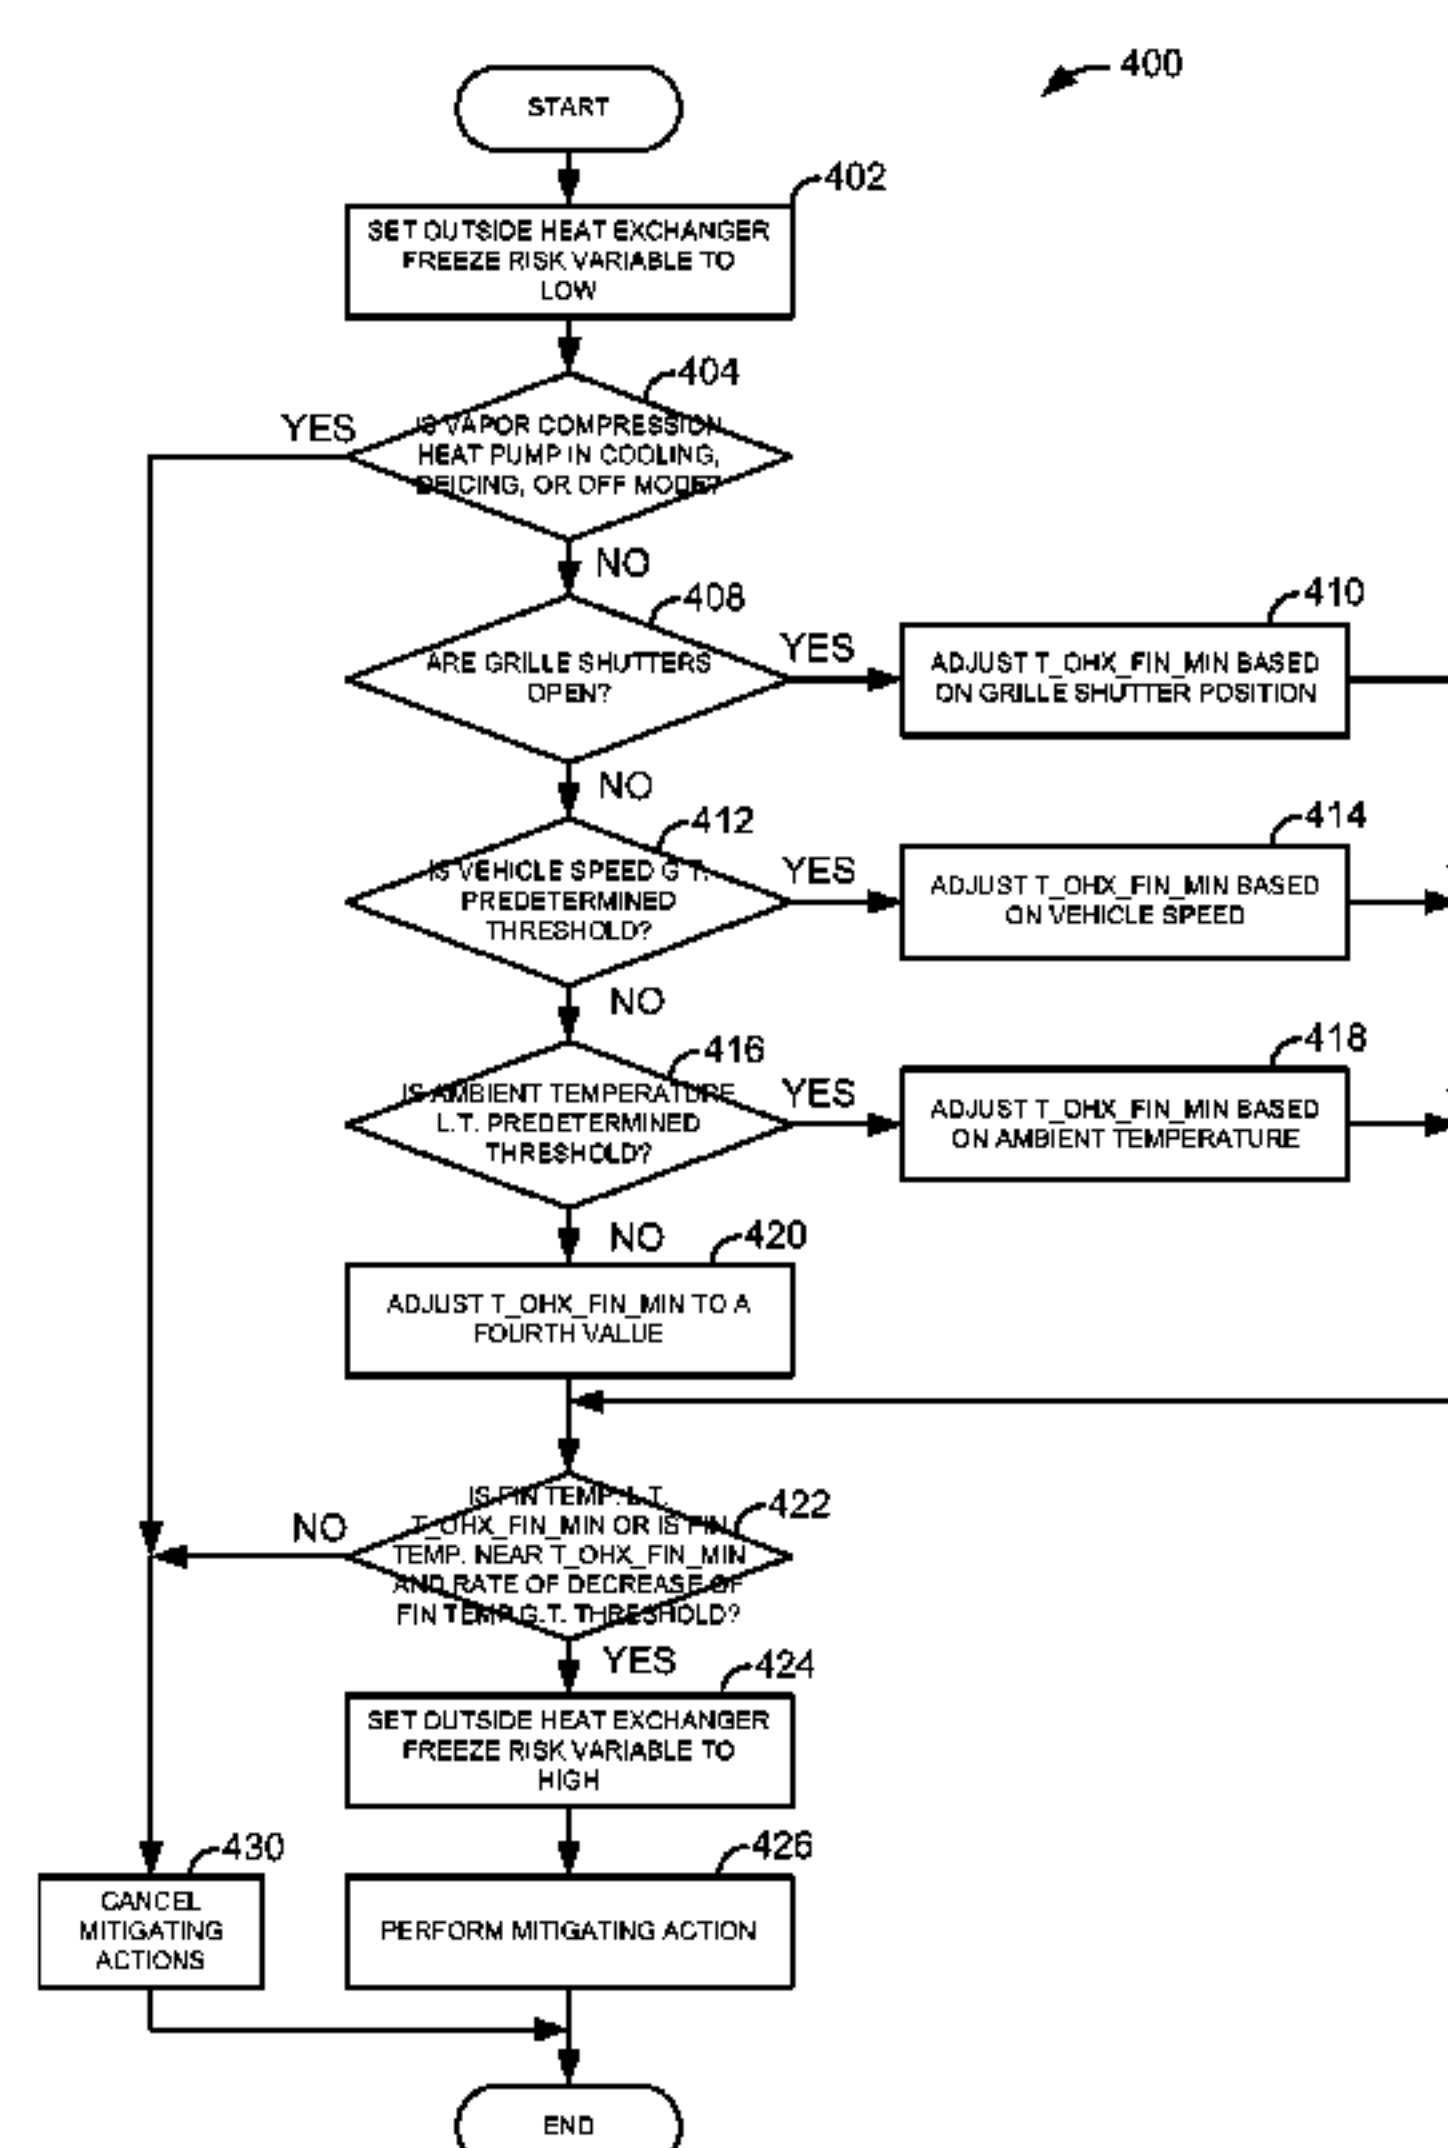 400
START
402
SET OUTSIDE HEAT EXCHANGER
FREEZE RISK VARIABLE TO
LOW
404
YES
IS VAPOR COMPRESSION
HEAT PUMP IN COOLING,
DEICING, OR OFF MODE?
NO
408
ARE GRILLE SHUTTERS
OPEN?
YES
410
ADJUST T_OHX_FIN_MIN BASED
ON GRILLE SHUTTER POSITION
NO
412
IS VEHICLE SPEED G.T.
PREDETERMINED
THRESHOLD?
YES
414
ADJUST T_OHX_FIN_MIN BASED
ON VEHICLE SPEED
NO
416
IS AMBIENT TEMPERATURE
L.T. PREDETERMINED
THRESHOLD?
YES
418
ADJUST T_OHX_FIN_MIN BASED
ON AMBIENT TEMPERATURE
NO
420
ADJUST T_OHX_FIN_MIN TO A
FOURTH VALUE
422
IS FIN TEMP. L.T.
T_OHX_FIN_MIN OR IS FIN
TEMP. NEAR T_OHX_FIN_MIN
AND RATE OF DECREASE OF
FIN TEMP.G.T. THRESHOLD?
NO
YES
424
SET OUTSIDE HEAT EXCHANGER
FREEZE RISK VARIABLE TO
HIGH
430
CANCEL
MITIGATING
ACTIONS
426
PERFORM MITIGATING ACTION
END